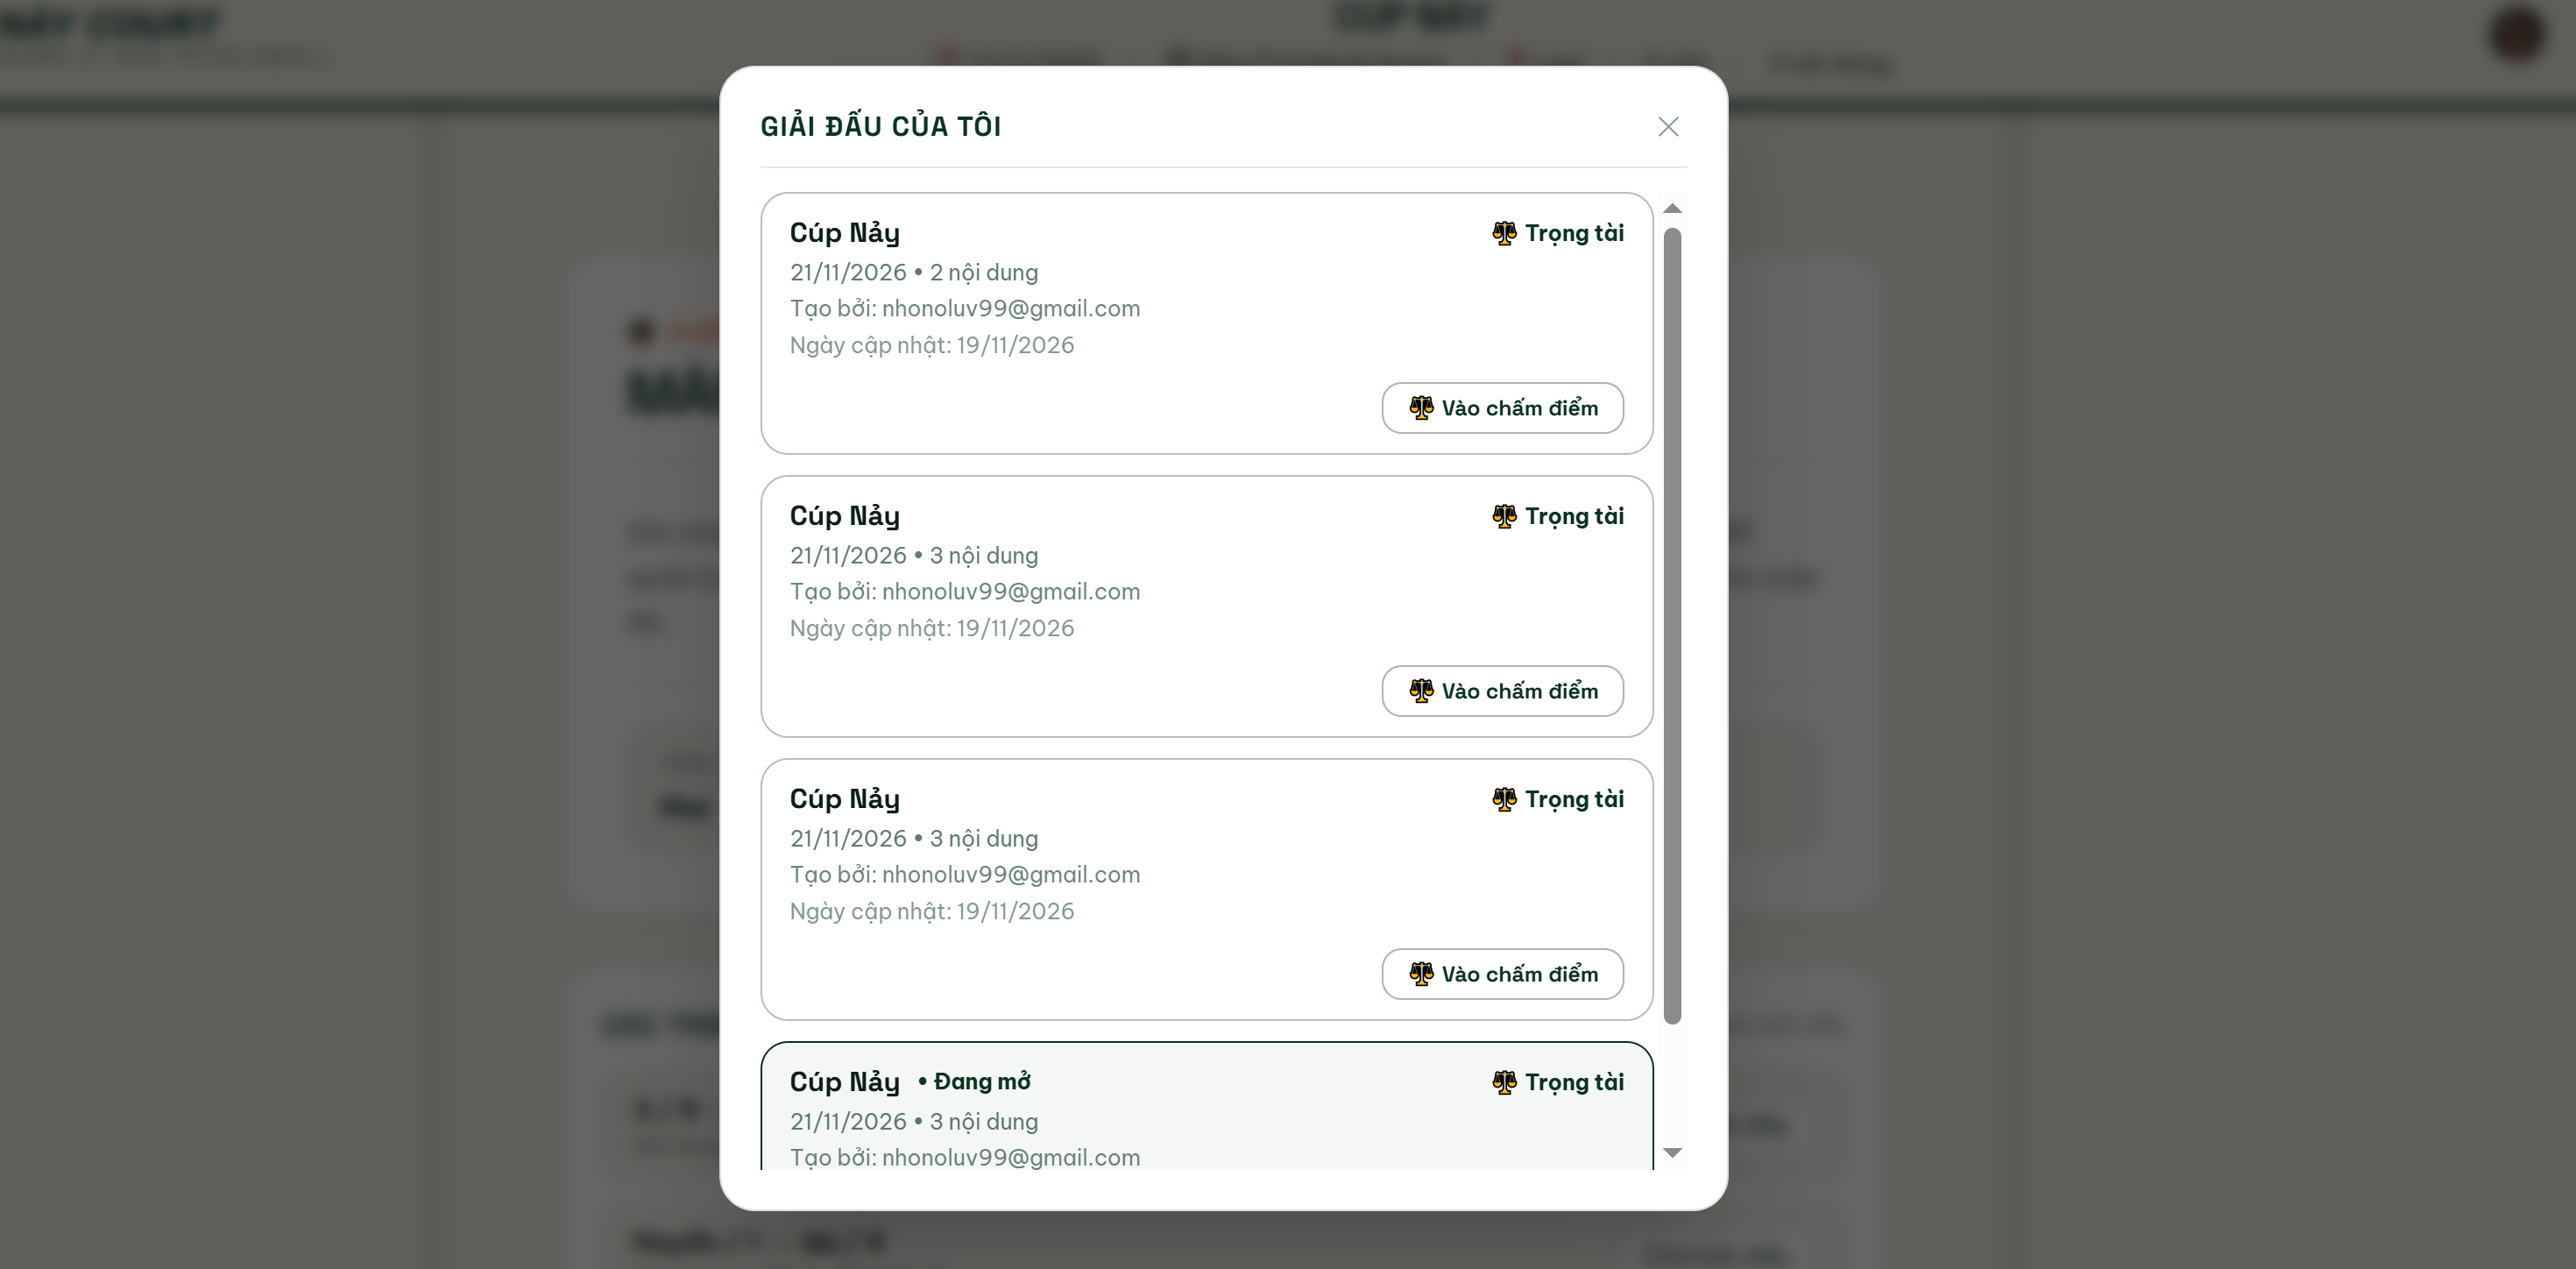 NẢY COURT
CÚP NẢY
GIẢI ĐẤU CỦA TÔI
Cúp Nảy
Trọng tài
21/11/2026 • 2 nội dung
Tạo bởi: nhonoluv99@gmail.com
Ngày cập nhật: 19/11/2026
Vào chấm điểm
Cúp Nảy
Trọng tài
21/11/2026 • 3 nội dung
Tạo bởi: nhonoluv99@gmail.com
Ngày cập nhật: 19/11/2026
Vào chấm điểm
Cúp Nảy
Trọng tài
21/11/2026 • 3 nội dung
Tạo bởi: nhonoluv99@gmail.com
Ngày cập nhật: 19/11/2026
Vào chấm điểm
Cúp Nảy • Đang mở
Trọng tài
21/11/2026 • 3 nội dung
Tạo bởi: nhonoluv99@gmail.com